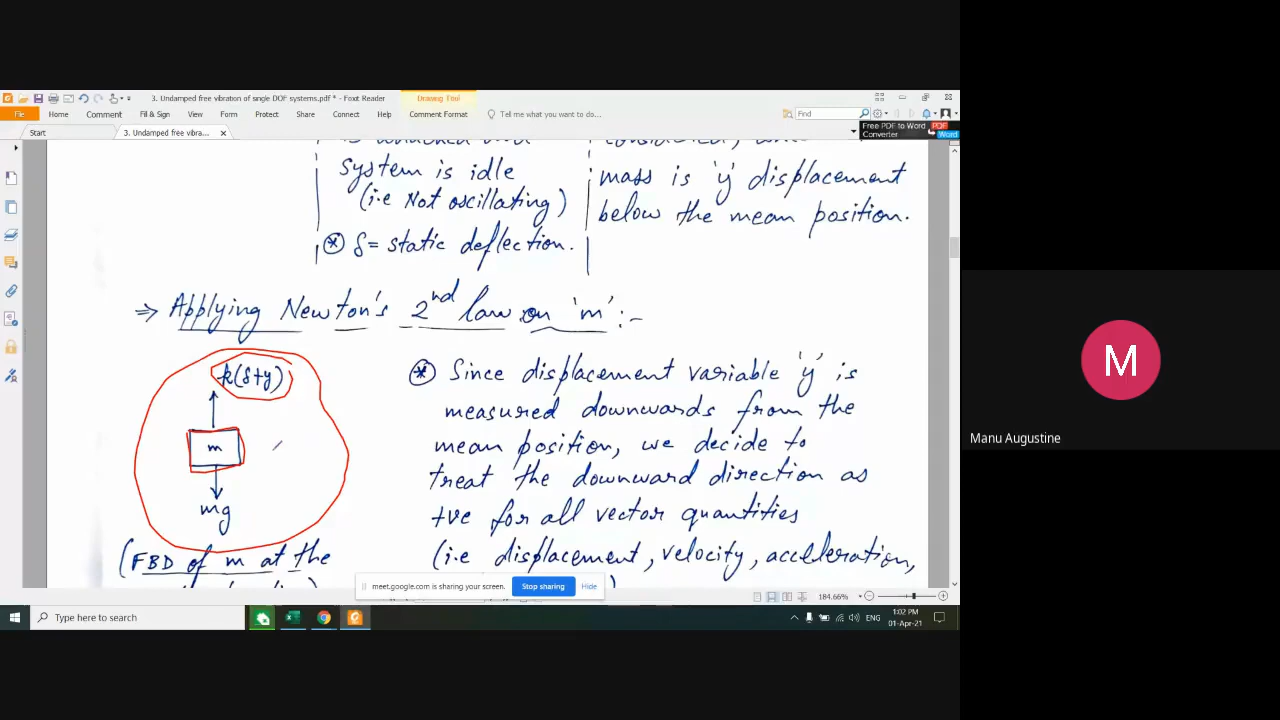 3. Undamped free vibration of single DOF systems.pdf * - Foxit Reader
Drawing Tool
File Home Comment Fill & Sign View Form Protect Share Connect Help Comment Format Tell me what you want to do... Find
Free PDF to Word Converter
PDF Word
Start 3. Undamped free vibra...
system is idle
(i.e Not oscillating)
δ = static deflection.
mass is 'y' displacement
below the mean position.
⇒ Applying Newton's 2nd law on 'm' :-
k(δ+y)
m
mg
(FBD of m at the
Since displacement variable 'y' is
measured downwards from the
mean position, we decide to
treat the downward direction as
+ve for all vector quantities
(i.e displacement, velocity, acceleration,
meet.google.com is sharing your screen. Stop sharing Hide
184.66%
Type here to search
ENG
1:02 PM
01-Apr-21
M
Manu Augustine